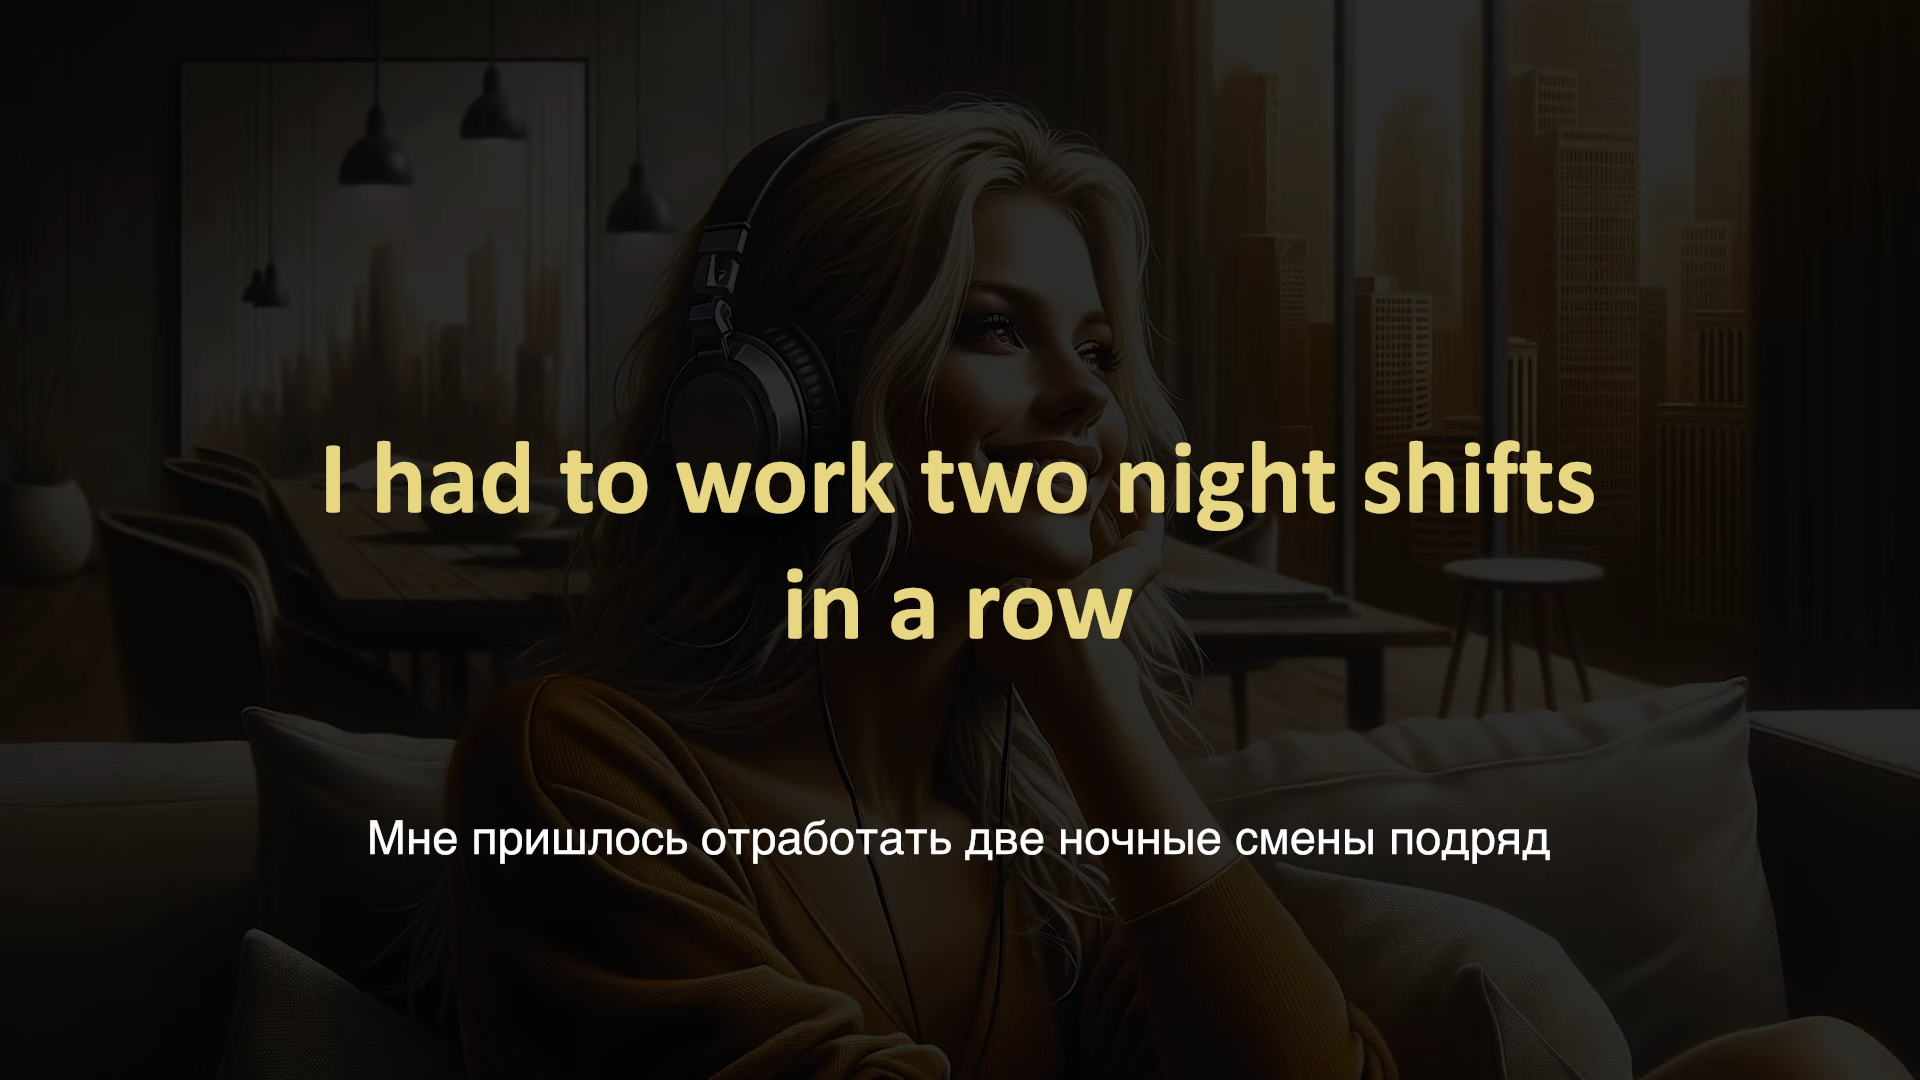 I had to work two night shifts
in a row
Мне пришлось отработать две ночные смены подряд